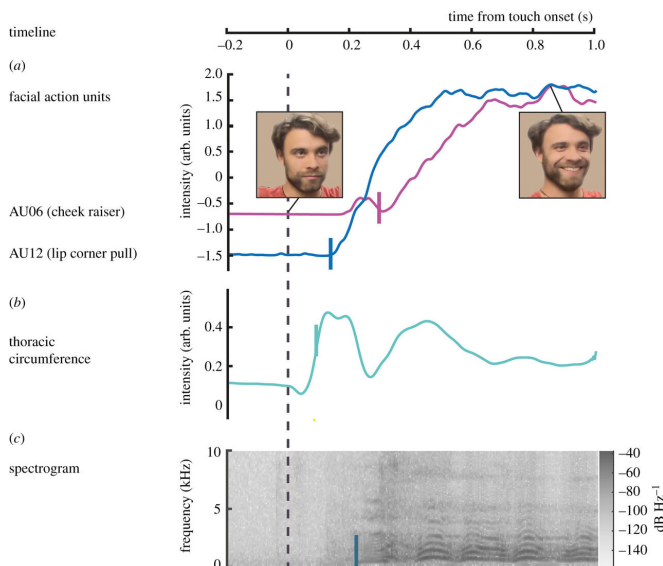 time from touch onset (s)
timeline
–0.2 0 0.2 0.4 0.6 0.8 1.0
(a)
facial action units
intensity (arb. units)
2.0
1.5
1.0
0.5
0
–0.5
–1.0
–1.5
AU06 (cheek raiser)
AU12 (lip corner pull)
(b)
thoracic
circumference
intensity (arb. units)
0.4
0.2
0
(c)
spectrogram
frequency (kHz)
10
5
0
–40
–60
–80
–100
–120
–140
dB Hz–1